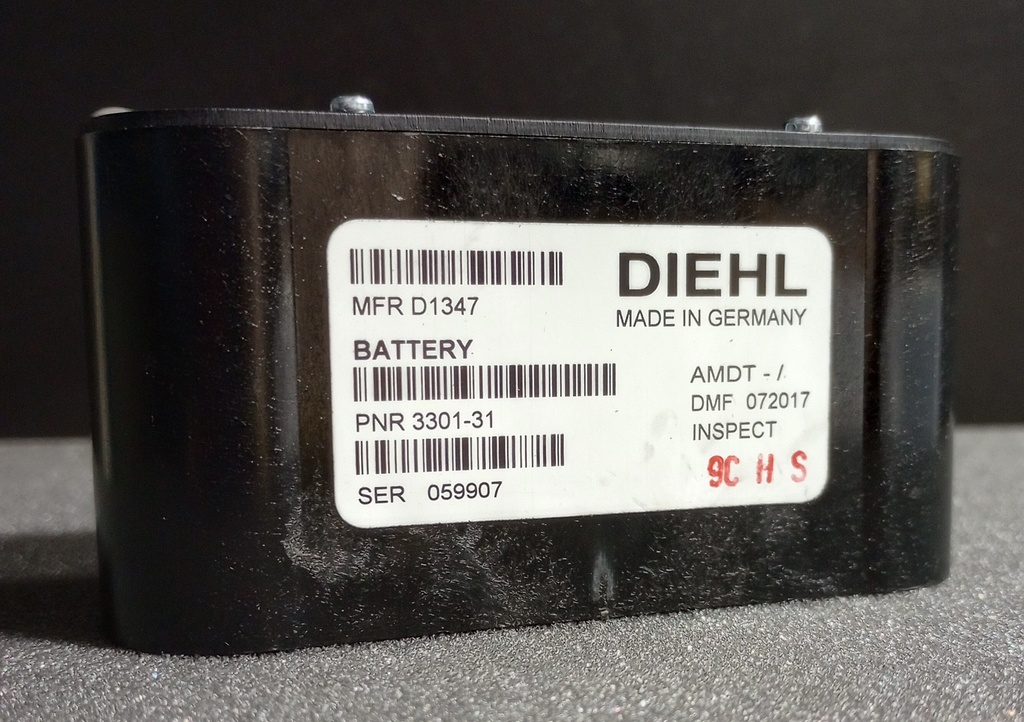 MFR D1347
BATTERY
PNR 3301-31
SER 059907
DIEHL
MADE IN GERMANY
AMDT - /
DMF 072017
INSPECT
9C H S